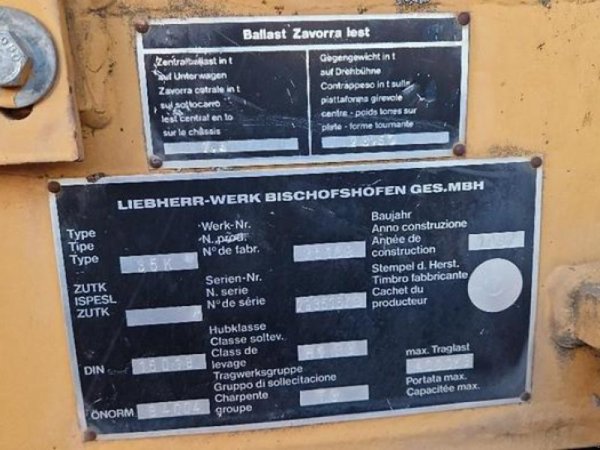 Ballast Zavorra lest
Zentralballast in t
auf Unterwagen
Zavorra cetrale in t
sul sottocarro
lest central en to
sur le châssis
Gegengewicht in t
auf Drehbühne
Contrappeso in t sulla
piattaforma girevole
centre - poids tonnes sur
plate - forme tournante
LIEBHERR-WERK BISCHOFSHOFEN GES.MBH
Type
Tipe
Type
Werk-Nr.
N. prod.
N° de fabr.
Baujahr
Anno construzione
Anbée de
construction
ZUTK
ISPESL
ZUTK
Serien-Nr.
N. serie
N° de série
Stempel d. Herst.
Timbro fabbricante
Cachet du
producteur
DIN
Hubklasse
Classe soltev.
Class de
levage
ÖNORM
Tragwerksgruppe
Gruppo di sollecitacione
Charpente
groupe
max. Traglast
Portata max.
Capacitée max.